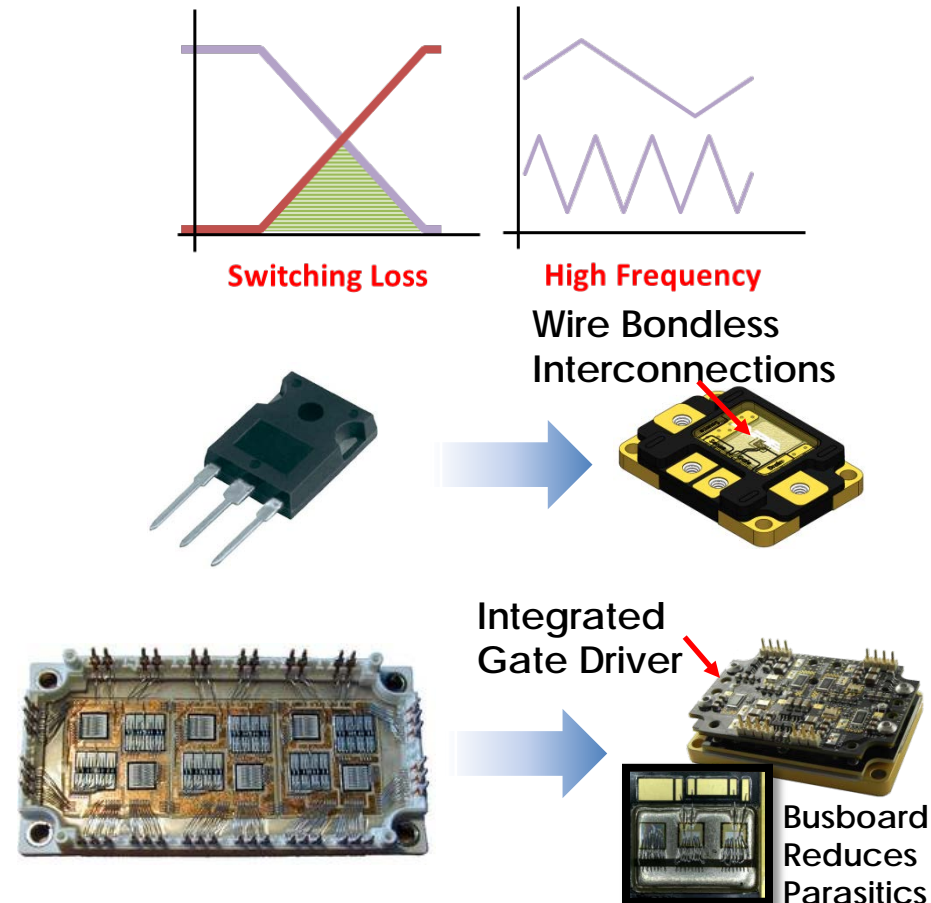 Switching Loss
High Frequency
Wire Bondless
Interconnections
Integrated
Gate Driver
Busboard
Reduces
Parasitics